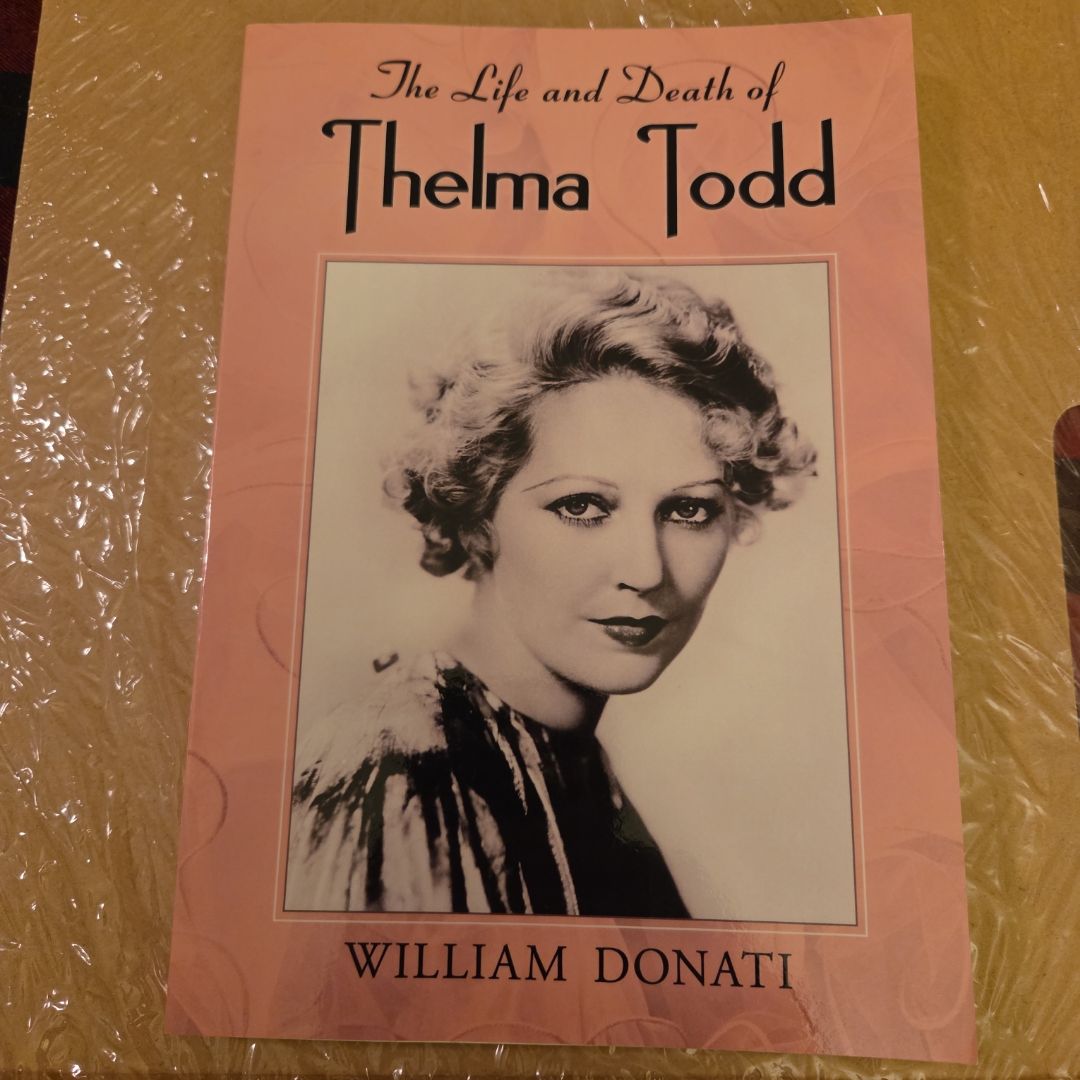 The Life and Death of
Thelma Todd
WILLIAM DONATI